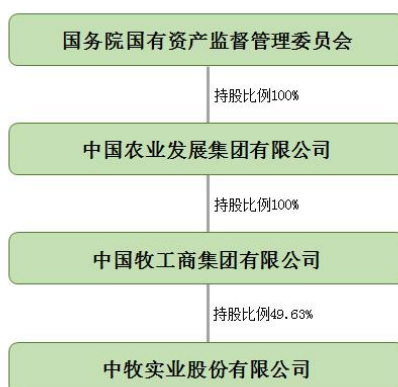 国务院国有资产监督管理委员会
持股比例100%
中国农业发展集团有限公司
持股比例100%
中国牧工商集团有限公司
持股比例49.63%
中牧实业股份有限公司